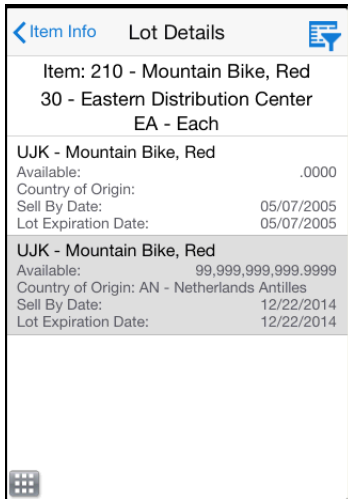 Item Info Lot Details
Item: 210 - Mountain Bike, Red
30 - Eastern Distribution Center
EA - Each
UJK - Mountain Bike, Red
Available: .0000
Country of Origin:
Sell By Date: 05/07/2005
Lot Expiration Date: 05/07/2005
UJK - Mountain Bike, Red
Available: 99,999,999,999.9999
Country of Origin: AN - Netherlands Antilles
Sell By Date: 12/22/2014
Lot Expiration Date: 12/22/2014